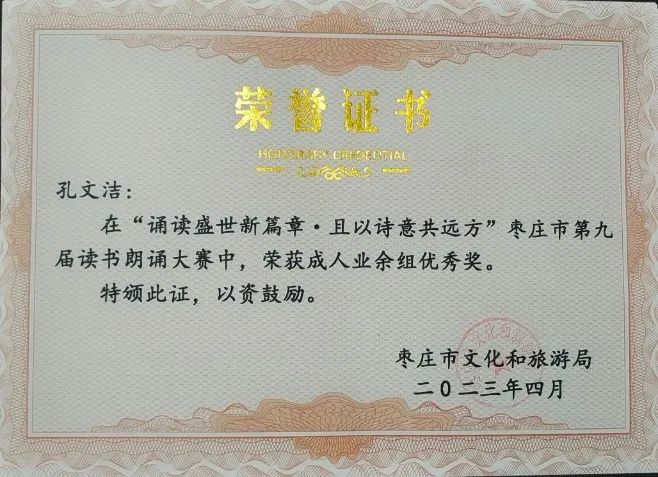 荣誉证书
HONORARY CREDENTIAL
孔文洁：
在“诵读盛世新篇章·且以诗意共远方”枣庄市第九
届读书朗诵大赛中，荣获成人业余组优秀奖。
特颁此证，以资鼓励。
枣庄市文化和旅游局
二0二三年四月